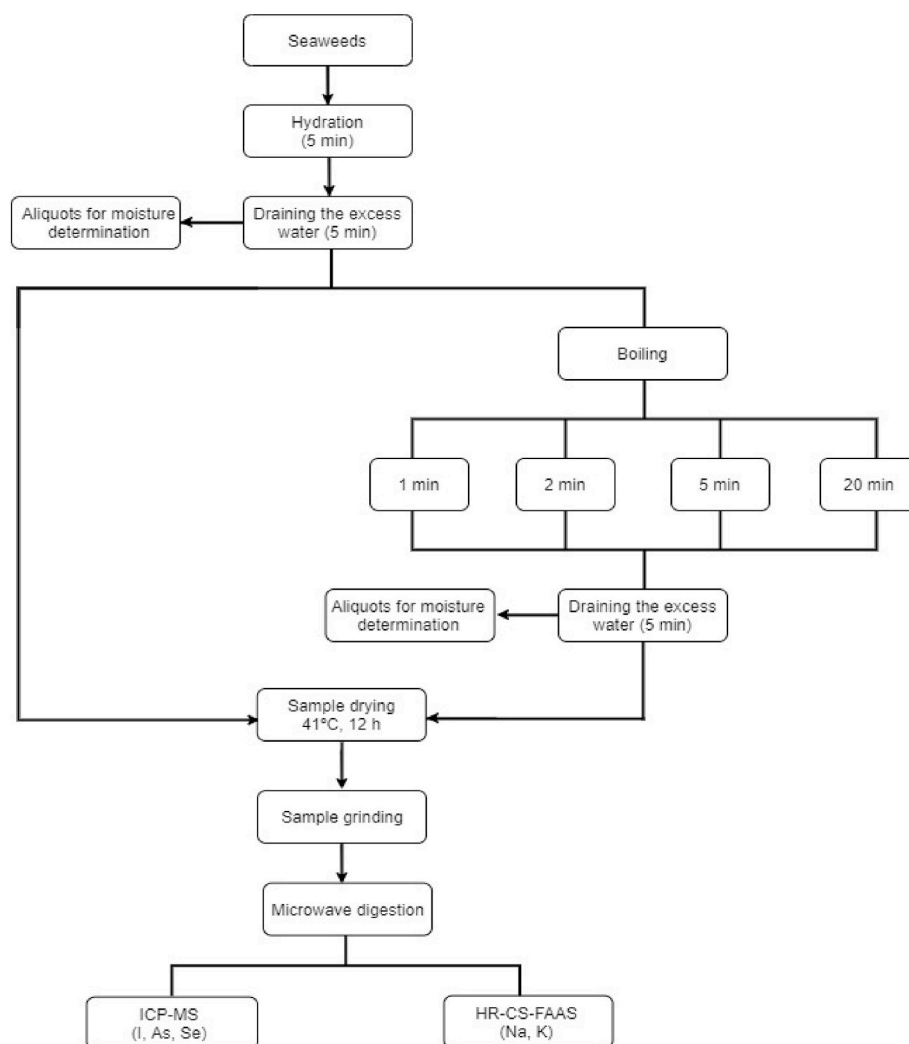 Seaweeds
Hydration
(5 min)
Aliquots for moisture
determination
Draining the excess
water (5 min)
Boiling
1 min
2 min
5 min
20 min
Aliquots for moisture
determination
Draining the excess
water (5 min)
Sample drying
41ºC, 12 h
Sample grinding
Microwave digestion
ICP-MS
(I, As, Se)
HR-CS-FAAS
(Na, K)